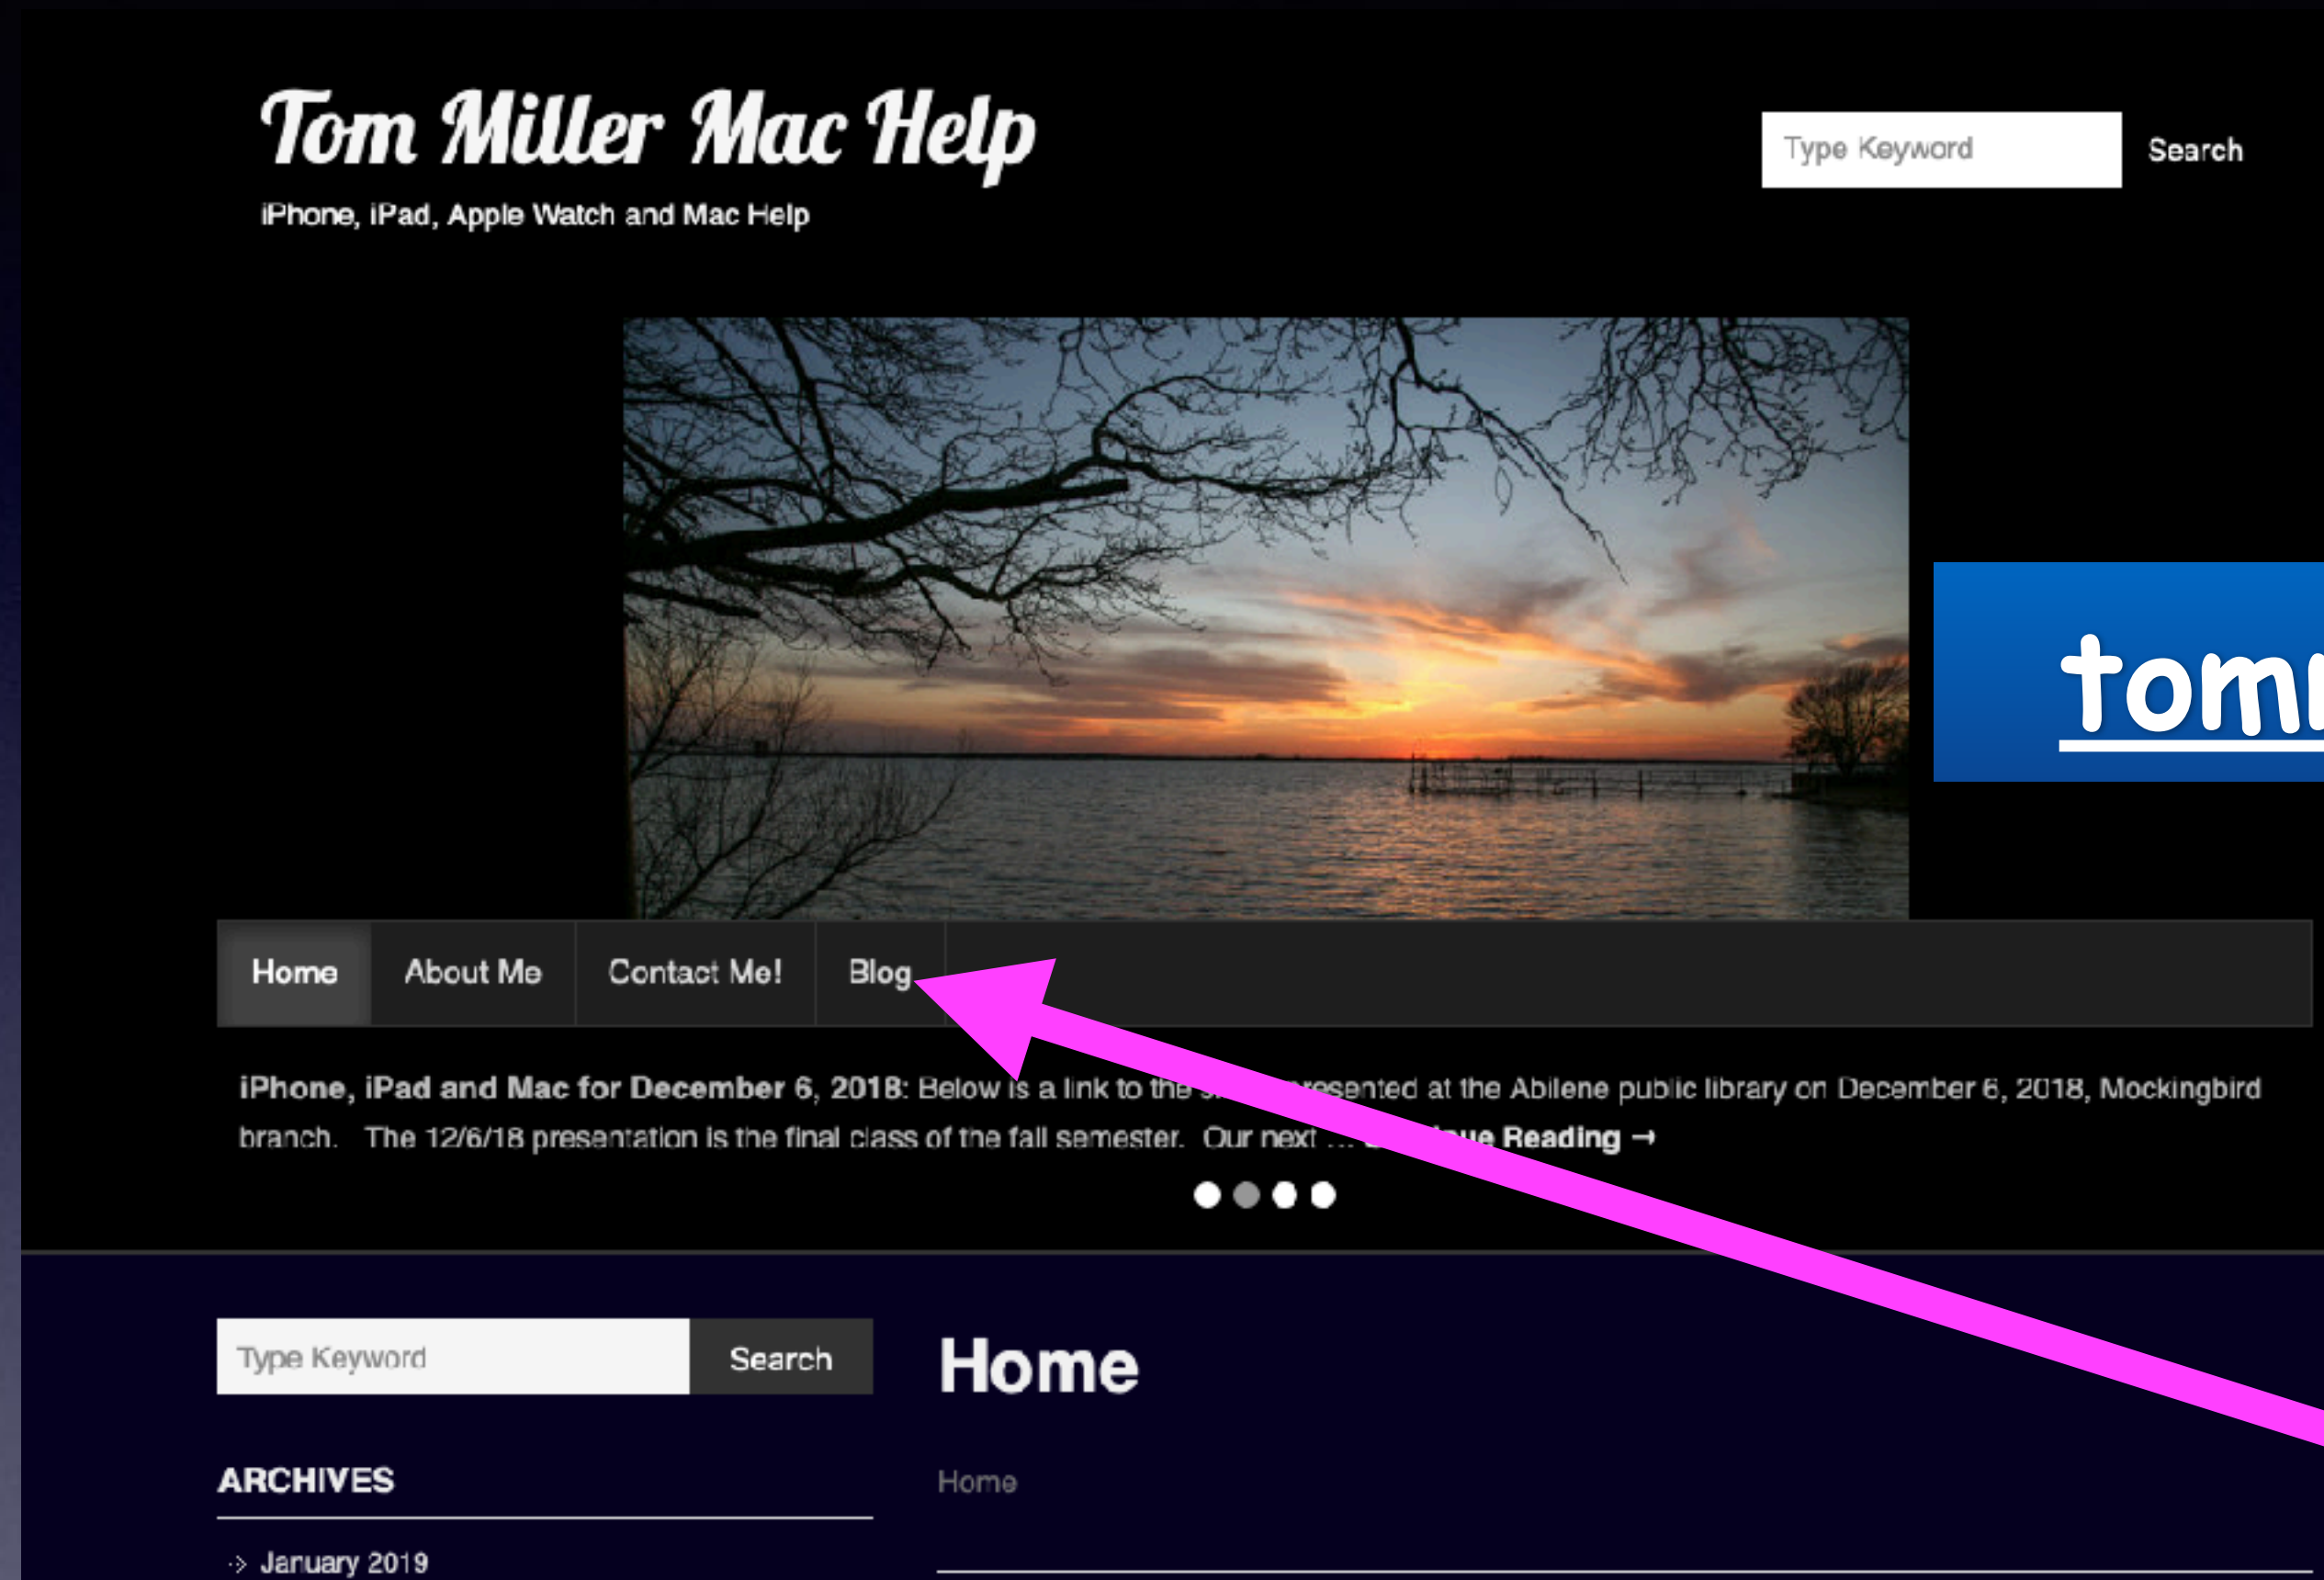 Tom Miller Mac Help
Type Keyword
Search
iPhone, iPad, Apple Watch and Mac Help
Home
About Me
Contact Me!
Blog
iPhone, iPad and Mac for December 6, 2018: Below is a link to the presented at the Abilene public library on December 6, 2018, Mockingbird
branch. The 12/6/18 presentation is the final class of the fall semester. Our next ... Reading →
Type Keyword
Search
Home
ARCHIVES
Home
January 2019